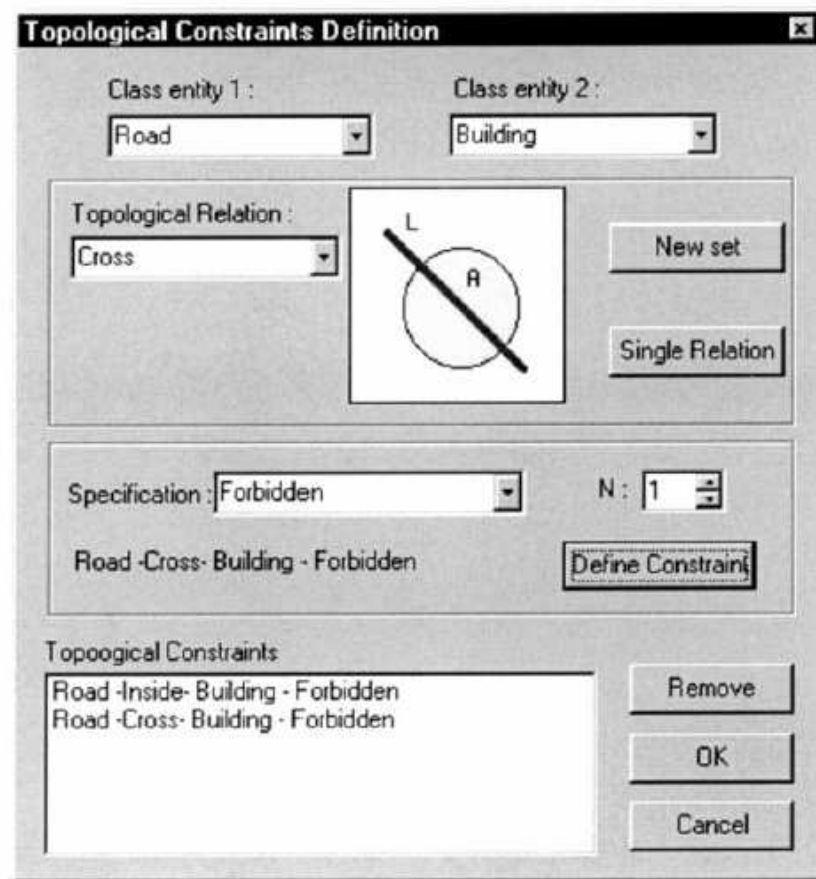 Topological Constraints Definition
Class entity 1 :
Class entity 2 :
Road
Building
Topological Relation :
Cross
L
A
New set
Single Relation
Specification :
Forbidden
N :
1
Road -Cross- Building - Forbidden
Define Constraint
Topoogical Constraints
Road -Inside- Building - Forbidden
Road -Cross- Building - Forbidden
Remove
OK
Cancel